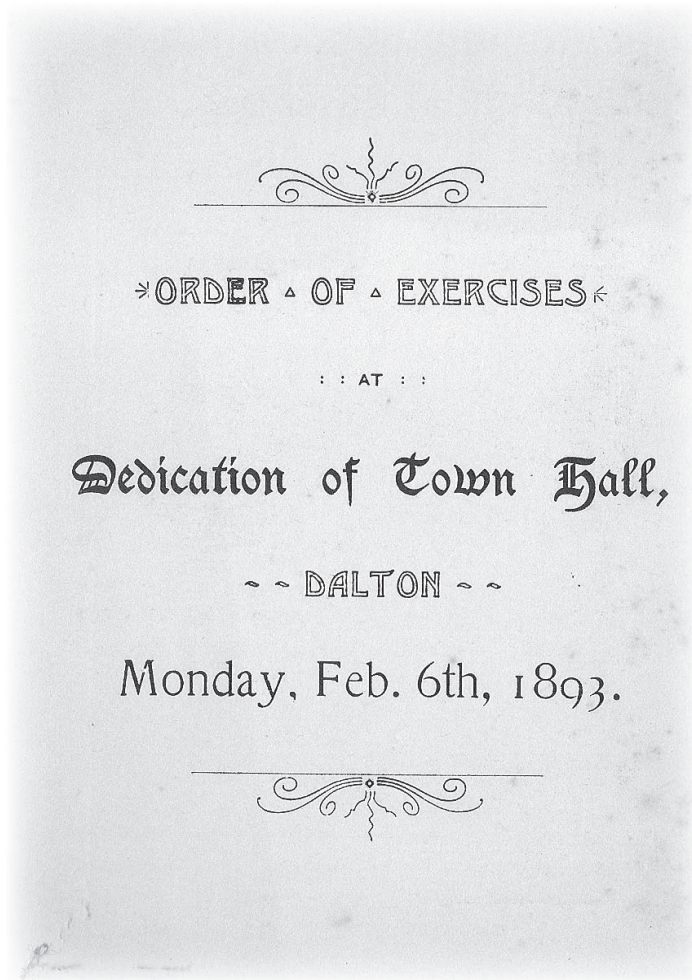 ORDER OF EXERCISES
: : AT : :
Dedication of Town Hall,
~ ~ DALTON ~ ~
Monday, Feb. 6th, 1893.